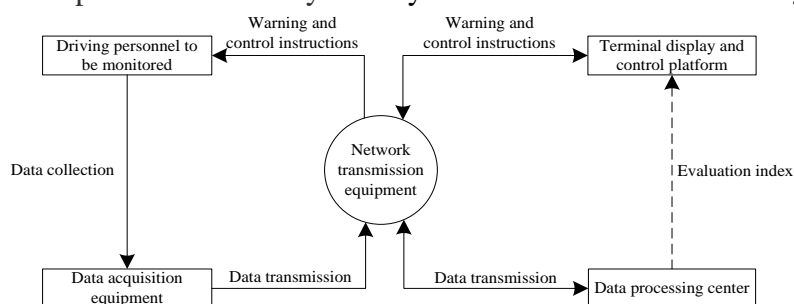 Warning and
control instructions
Warning and
control instructions
Driving personnel to
be monitored
Terminal display and
control platform
Network
transmission
equipment
Data collection
Evaluation index
Data acquisition
equipment
Data transmission
Data transmission
Data processing center